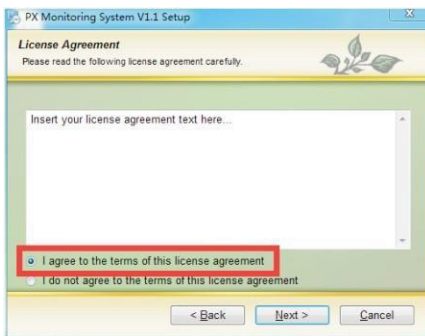 PX Monitoring System V1.1 Setup
License Agreement
Please read the following license agreement carefully.
Insert your license agreement text here...
I agree to the terms of this license agreement
I do not agree to the terms of this license agreement
< Back Next > Cancel